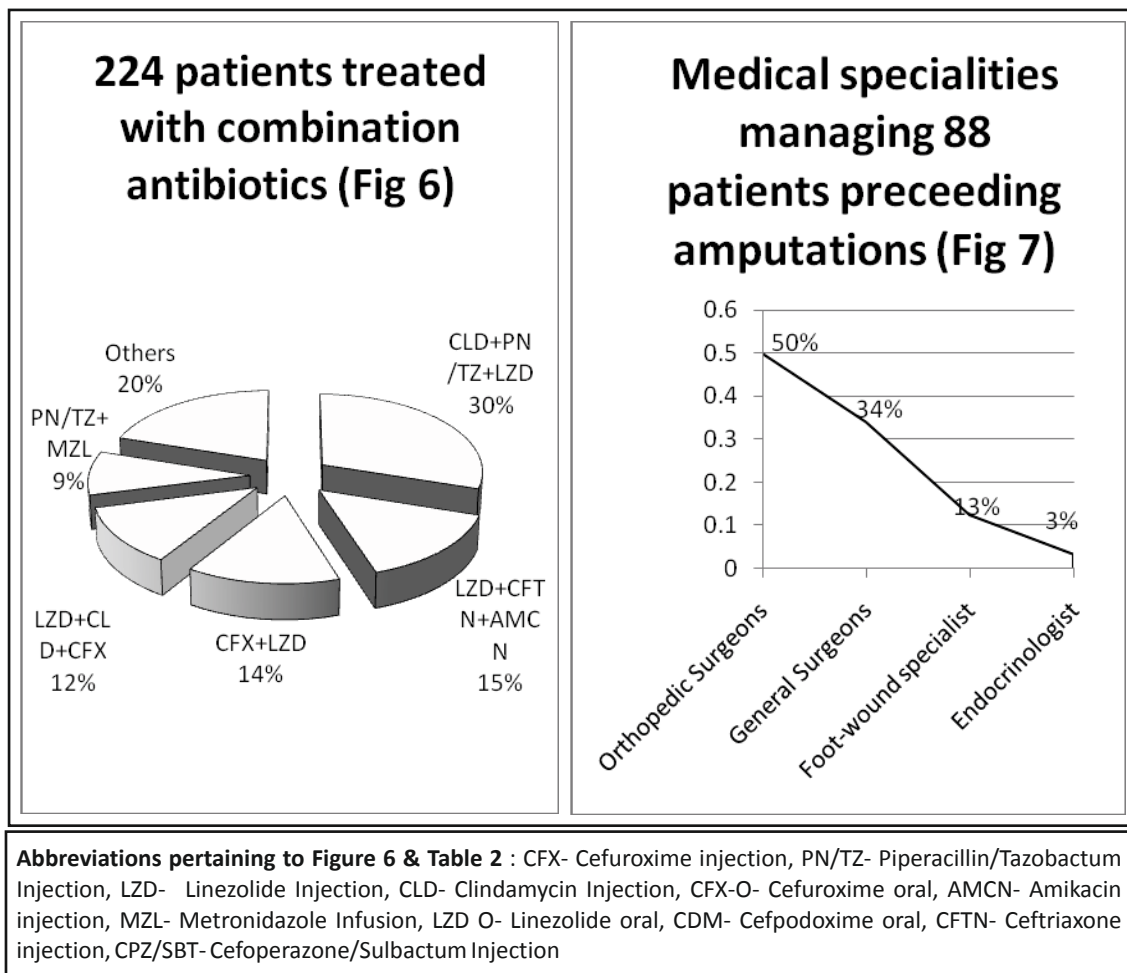 224 patients treated
with combination
antibiotics (Fig 6)
Others
20%
CLD+PN
/TZ+LZD
30%
PN/TZ+
MZL
9%
LZD+CL
D+CFX
12%
CFX+LZD
14%
LZD+CFT
N+AMC
N
15%
Medical specialities
managing 88
patients preceeding
amputations (Fig 7)
0.6
0.5
0.4
0.3
0.2
0.1
0
50%
34%
13%
3%
Orthopedic Surgeons
General Surgeons
Foot-wound specialist
Endocrinologist
Abbreviations pertaining to Figure 6 & Table 2 : CFX- Cefuroxime injection, PN/TZ- Piperacillin/Tazobactum
Injection, LZD- Linezolide Injection, CLD- Clindamycin Injection, CFX-O- Cefuroxime oral, AMCN- Amikacin
injection, MZL- Metronidazole Infusion, LZD O- Linezolide oral, CDM- Cefpodoxime oral, CFTN- Ceftriaxone
injection, CPZ/SBT- Cefoperazone/Sulbactum Injection